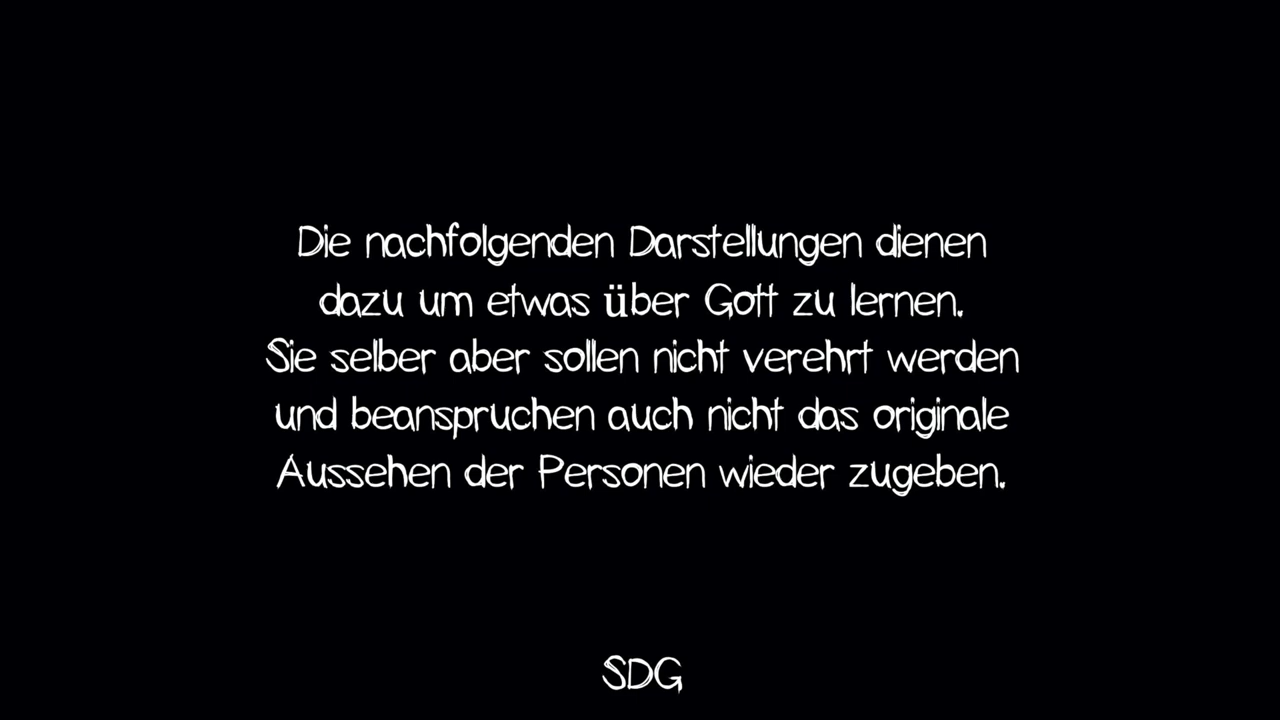 Die nachfolgenden Darstellungen dienen
dazu um etwas über Gott zu lernen.
Sie selber aber sollen nicht verehrt werden
und beanspruchen auch nicht das originale
Aussehen der Personen wieder zugeben.
SDG